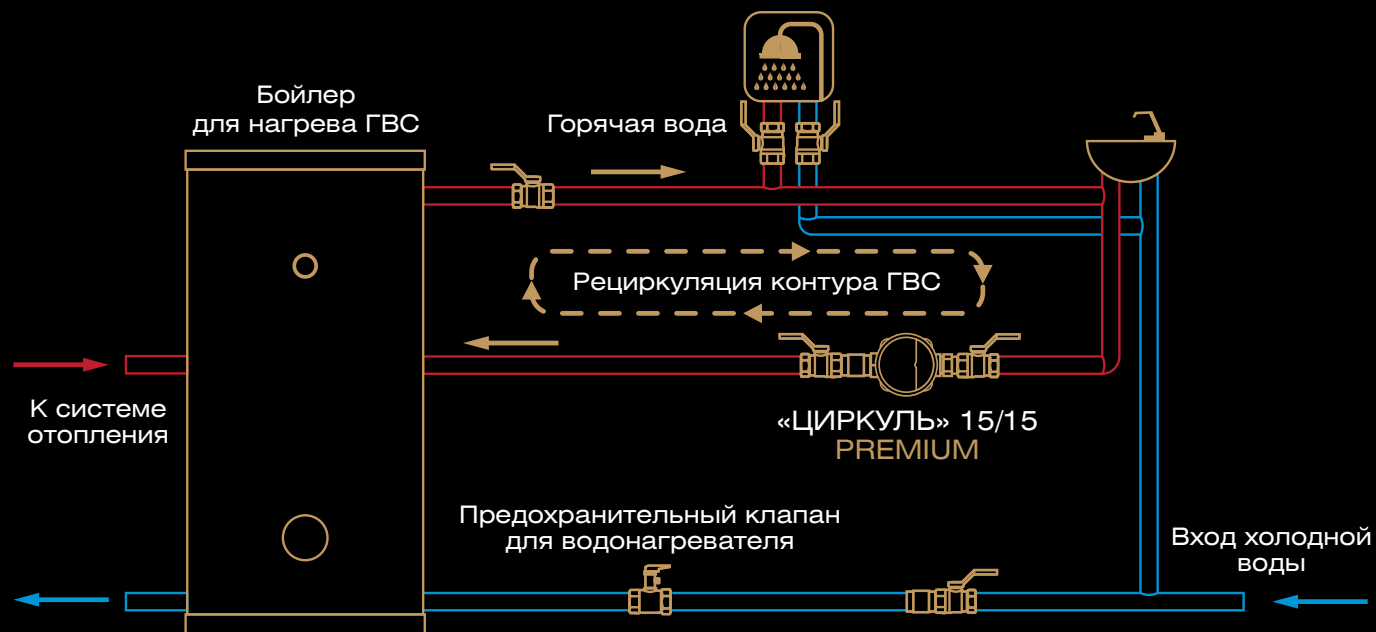 Бойлер
для нагрева ГВС
Горячая вода
Рециркуляция контура ГВС
К системе
отопления
«ЦИРКУЛЬ» 15/15
PREMIUM
Предохранительный клапан
для водонагревателя
Вход холодной
воды